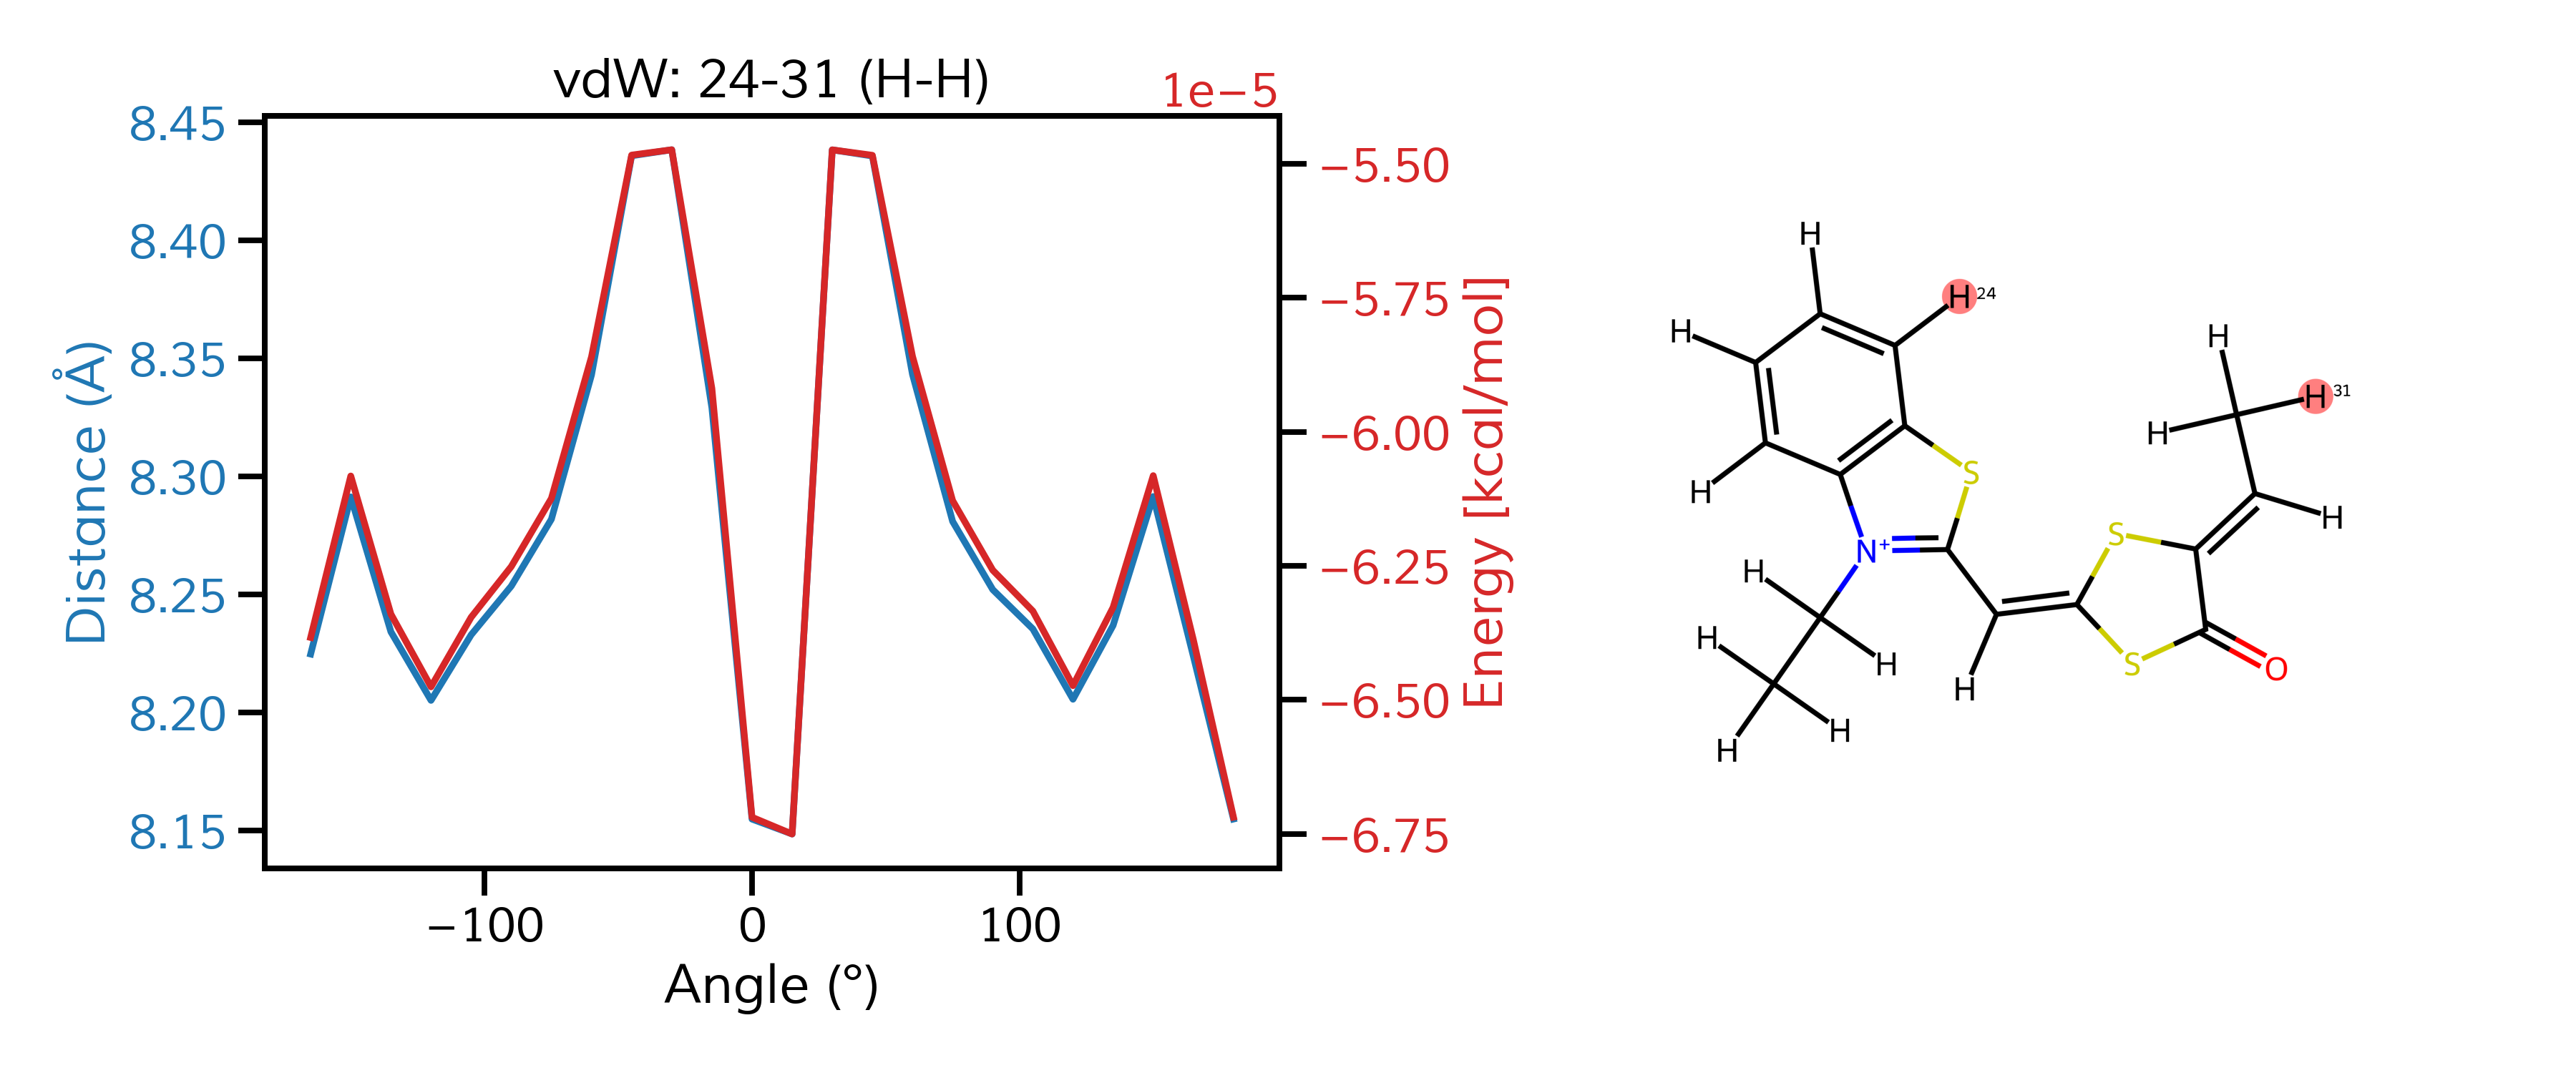 vdW: 24-31 (H-H)
1e−5
Distance (Å)
8.45
8.40
8.35
8.30
8.25
8.20
8.15
−5.50
−5.75
−6.00
−6.25
−6.50
−6.75
Energy [kcal/mol]
−100 0 100
Angle (°)
H
H 24
H
H
H 31
H
H
S
H
S
N+
H
H
H
S
O
H
H
H